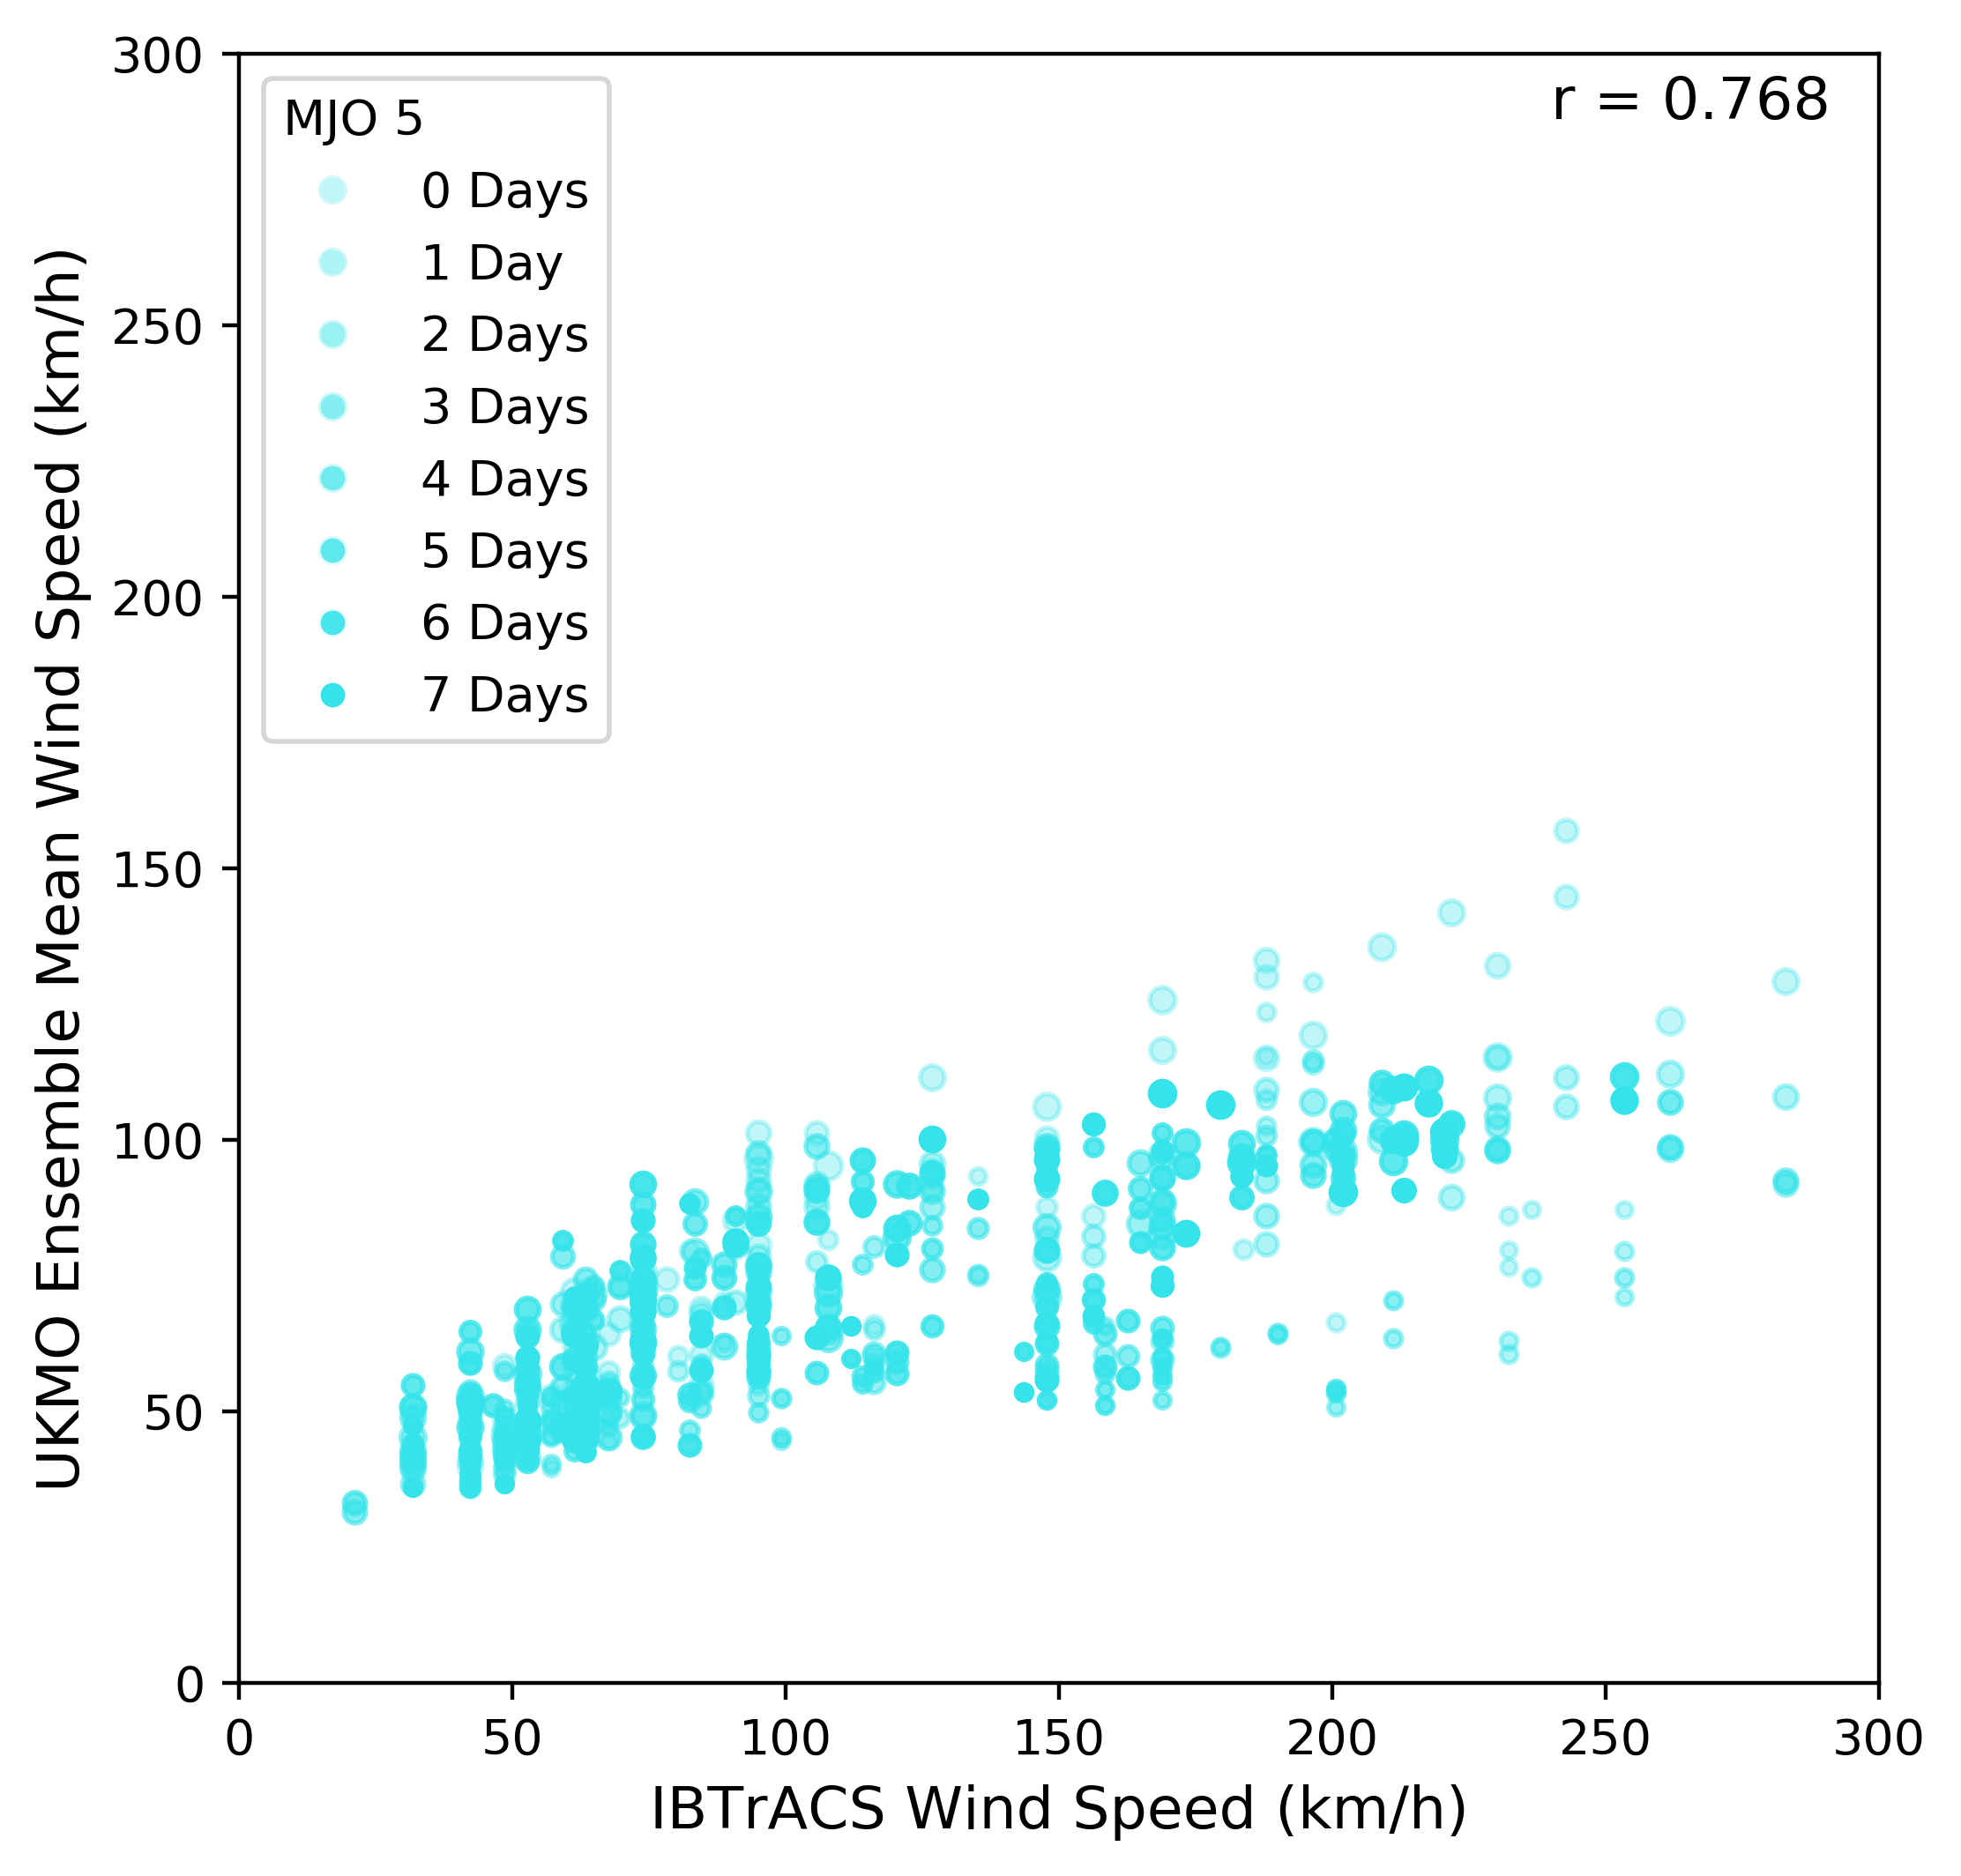 r = 0.768
MJO 5
0 Days
1 Day
2 Days
3 Days
4 Days
5 Days
6 Days
7 Days
UKMO Ensemble Mean Wind Speed (km/h)
300
250
200
150
100
50
0
0 50 100 150 200 250 300
IBTrACS Wind Speed (km/h)